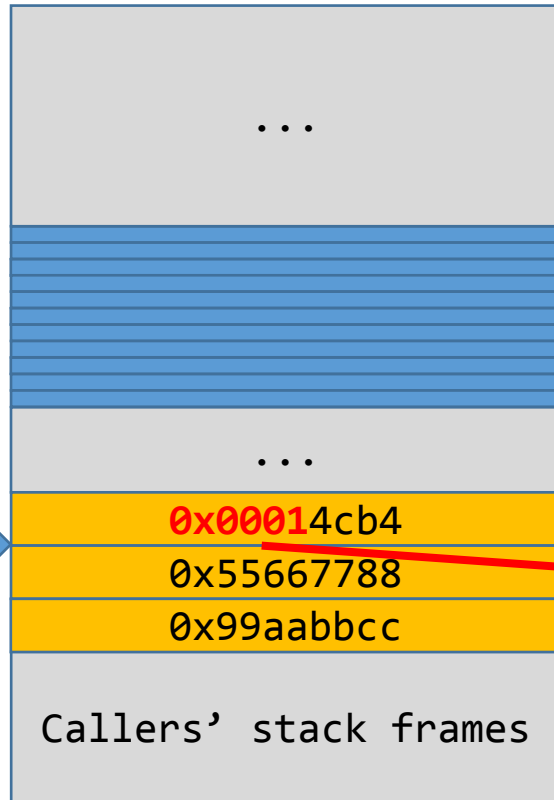 ...
...
0x00014cb4
0x55667788
0x99aabbcc
Callers’ stack frames